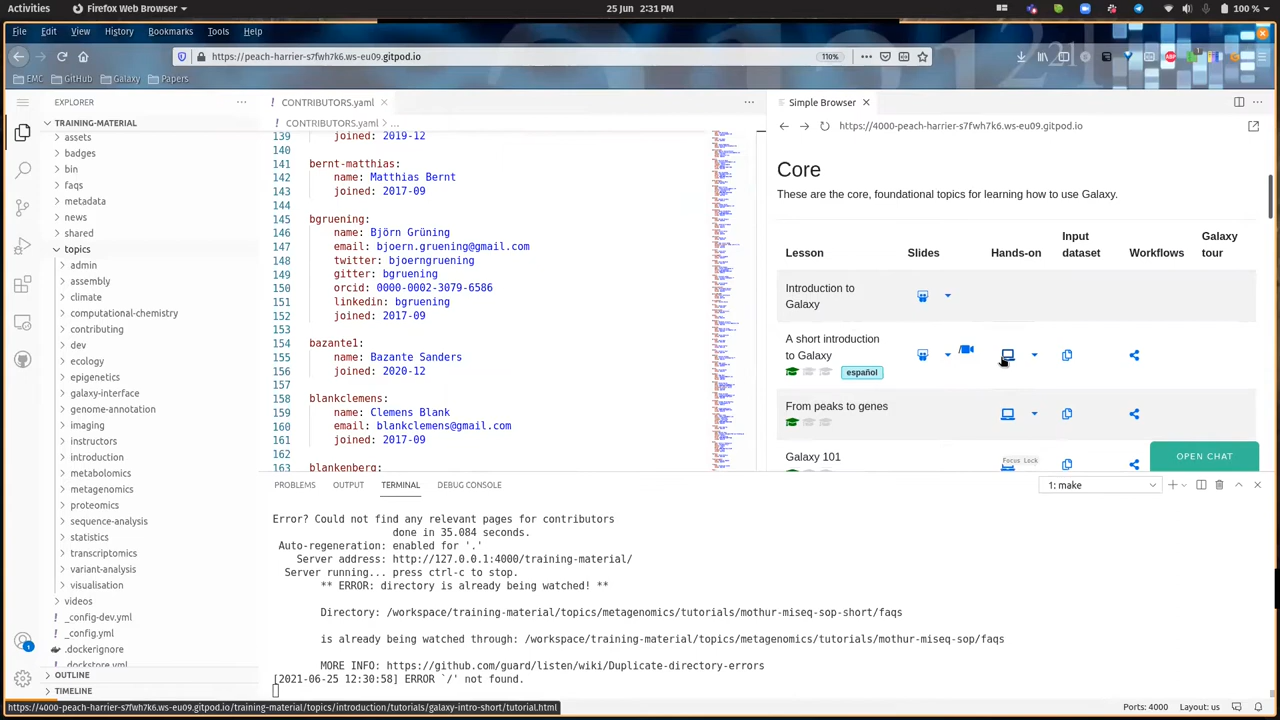 Activities
Firefox Web Browser
25 Jun 2:31 PM
100 %
File Edit View History Bookmarks Tools Help
https://peach-harrier-s7fwh7k6.ws-eu09.gitpod.io
110%
EMC GitHub Galaxy Papers
EXPLORER
TRAINING-MATERIAL
assets
badges
bin
faqs
metadata
news
shared
topics
admin
assembly
climate
computational-chemistry
contributing
dev
ecology
epigenetics
galaxy-interface
genome-annotation
imaging
instructors
introduction
metabolomics
metagenomics
proteomics
sequence-analysis
statistics
transcriptomics
variant-analysis
visualisation
videos
_config-dev.yml
_config.yml
.dockerignore
.dockstore.yml
OUTLINE
TIMELINE
CONTRIBUTORS.yaml
CONTRIBUTORS.yaml
139 joined: 2019-12
140
141 bernt-matthias:
142 name: Matthias Bernt
143 joined: 2017-09
144
145 bgruening:
146 name: Björn Grüning
147 email: bjoern.gruening@gmail.com
148 twitter: bjoerngruening
149 gitter: bgruening
150 orcid: 0000-0002-3079-6586
151 linkedin: bgruening
152 joined: 2017-09
153
154 bazante1:
155 name: Bazante Sanders
156 joined: 2020-12
157
158 blankclemens:
159 name: Clemens Blank
160 email: blankclemens@gmail.com
161 joined: 2017-09
162
163 blankenberg:
Simple Browser
https://4000-peach-harrier-s7fwh7k6.ws-eu09.gitpod.io
Core
These are the core, foundational topics for learning how to use Galaxy.
Lesson Slides Hands-on Input dataset Workflows Galaxy tour
Introduction to
Galaxy
A short introduction
to Galaxy
español
From peaks to genes
Galaxy 101
Focus Lock
OPEN CHAT
PROBLEMS OUTPUT TERMINAL DEBUG CONSOLE
1: make
Error? Could not find any relevant pages for contributors
done in 35.084 seconds.
Auto-regeneration: enabled for '.'
Server address: http://127.0.0.1:4000/training-material/
Server running... press ctrl-c to stop.
** ERROR: directory is already being watched! **
Directory: /workspace/training-material/topics/metagenomics/tutorials/mothur-miseq-sop-short/faqs
is already being watched through: /workspace/training-material/topics/metagenomics/tutorials/mothur-miseq-sop/faqs
MORE INFO: https://github.com/guard/listen/wiki/Duplicate-directory-errors
[2021-06-25 12:30:58] ERROR `/' not found.
https://4000-peach-harrier-s7fwh7k6.ws-eu09.gitpod.io/training-material/topics/introduction/tutorials/galaxy-intro-short/tutorial.html
Ports: 4000
Layout: us